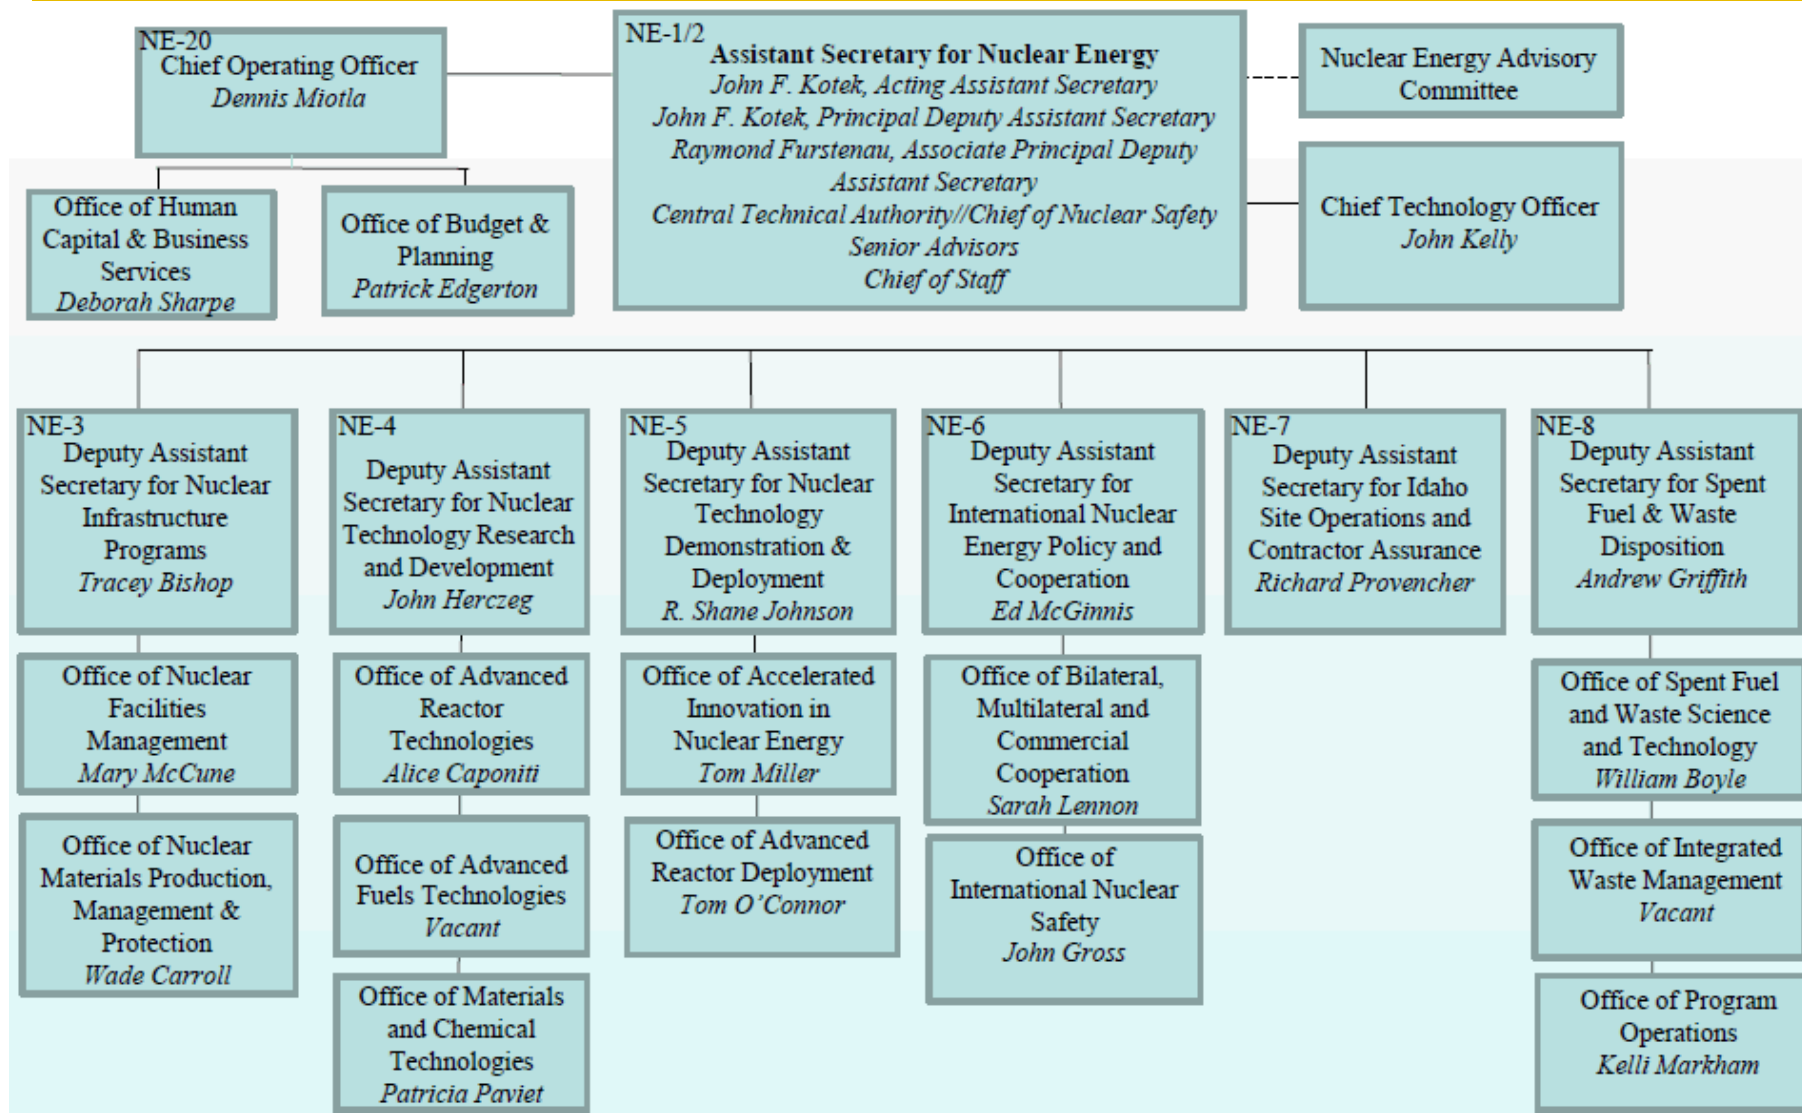 NE-20
Chief Operating Officer
Dennis Miotla
NE-1/2
Assistant Secretary for Nuclear Energy
John F. Kotek, Acting Assistant Secretary
John F. Kotek, Principal Deputy Assistant Secretary
Raymond Furstenau, Associate Principal Deputy
Assistant Secretary
Central Technical Authority//Chief of Nuclear Safety
Senior Advisors
Chief of Staff
Nuclear Energy Advisory
Committee
Chief Technology Officer
John Kelly
Office of Human
Capital & Business
Services
Deborah Sharpe
Office of Budget &
Planning
Patrick Edgerton
NE-3
Deputy Assistant
Secretary for Nuclear
Infrastructure
Programs
Tracey Bishop
Office of Nuclear
Facilities
Management
Mary McCune
Office of Nuclear
Materials Production,
Management &
Protection
Wade Carroll
NE-4
Deputy Assistant
Secretary for Nuclear
Technology Research
and Development
John Herczeg
Office of Advanced
Reactor
Technologies
Alice Caponiti
Office of Advanced
Fuels Technologies
Vacant
Office of Materials
and Chemical
Technologies
Patricia Paviet
NE-5
Deputy Assistant
Secretary for Nuclear
Technology
Demonstration &
Deployment
R. Shane Johnson
Office of Accelerated
Innovation in
Nuclear Energy
Tom Miller
Office of Advanced
Reactor Deployment
Tom O’Connor
NE-6
Deputy Assistant
Secretary for
International Nuclear
Energy Policy and
Cooperation
Ed McGinnis
Office of Bilateral,
Multilateral and
Commercial
Cooperation
Sarah Lennon
Office of
International Nuclear
Safety
John Gross
NE-7
Deputy Assistant
Secretary for Idaho
Site Operations and
Contractor Assurance
Richard Provencher
NE-8
Deputy Assistant
Secretary for Spent
Fuel & Waste
Disposition
Andrew Griffith
Office of Spent Fuel
and Waste Science
and Technology
William Boyle
Office of Integrated
Waste Management
Vacant
Office of Program
Operations
Kelli Markham